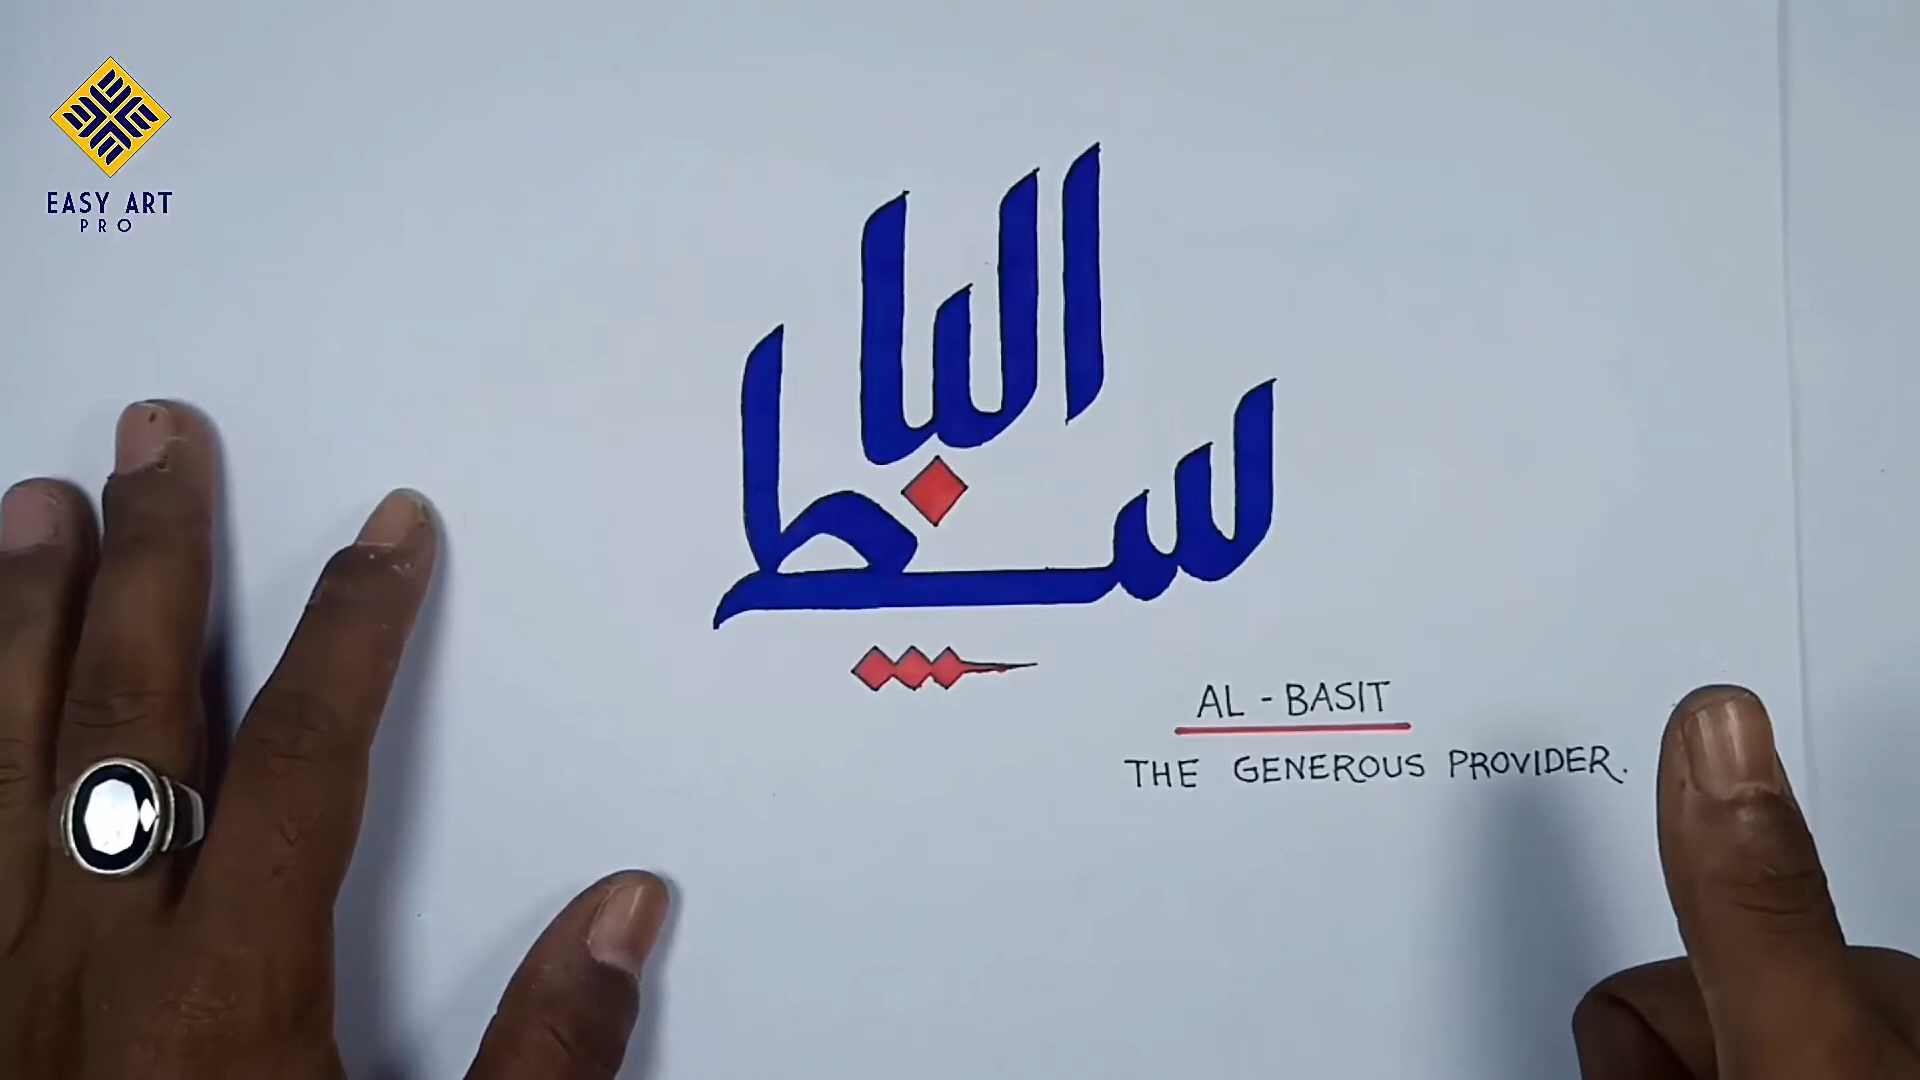 EASY ART
PRO
الباسط
AL - BASIT
THE GENEROUS PROVIDER.